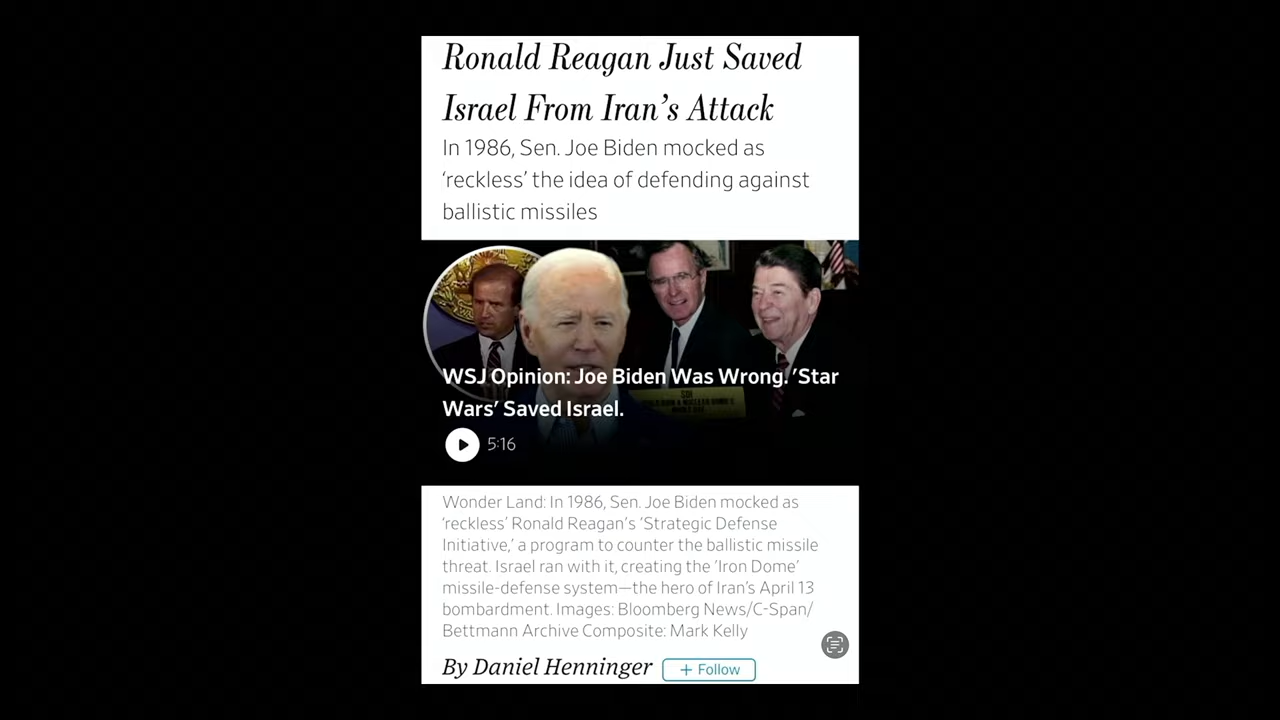 Ronald Reagan Just Saved
Israel From Iran’s Attack
In 1986, Sen. Joe Biden mocked as
‘reckless’ the idea of defending against
ballistic missiles
WSJ Opinion: Joe Biden Was Wrong. ‘Star
Wars’ Saved Israel.
5:16
Wonder Land: In 1986, Sen. Joe Biden mocked as
‘reckless’ Ronald Reagan’s ‘Strategic Defense
Initiative,’ a program to counter the ballistic missile
threat. Israel ran with it, creating the ‘Iron Dome’
missile-defense system—the hero of Iran’s April 13
bombardment. Images: Bloomberg News/C-Span/
Bettmann Archive Composite: Mark Kelly
By Daniel Henninger + Follow